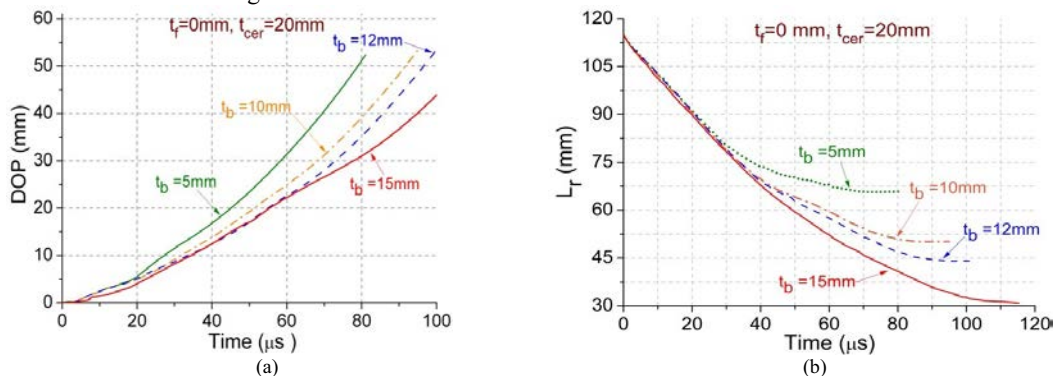 t_f=0mm, t_cer=20mm
t_b=12mm
t_b=10mm
t_b=5mm
t_b=15mm
60
50
40
30
20
10
0
DOP (mm)
0 20 40 60 80 100
Time (μs )
(a)
t_f=0 mm, t_cer=20mm
t_b =5mm
t_b =10mm
t_b =12mm
t_b =15mm
120
105
90
75
60
45
30
L_r (mm)
0 20 40 60 80 100 120
Time (μs)
(b)